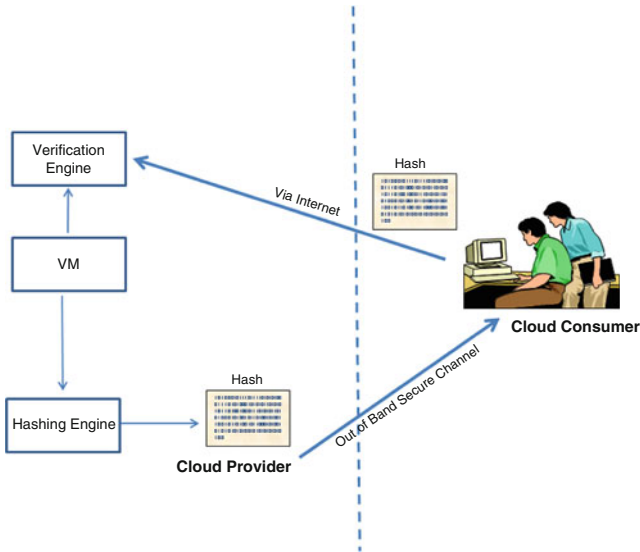 Verification
Engine
Via Internet
Hash
VM
Cloud Consumer
Hash
Out of Band Secure Channel
Hashing Engine
Cloud Provider